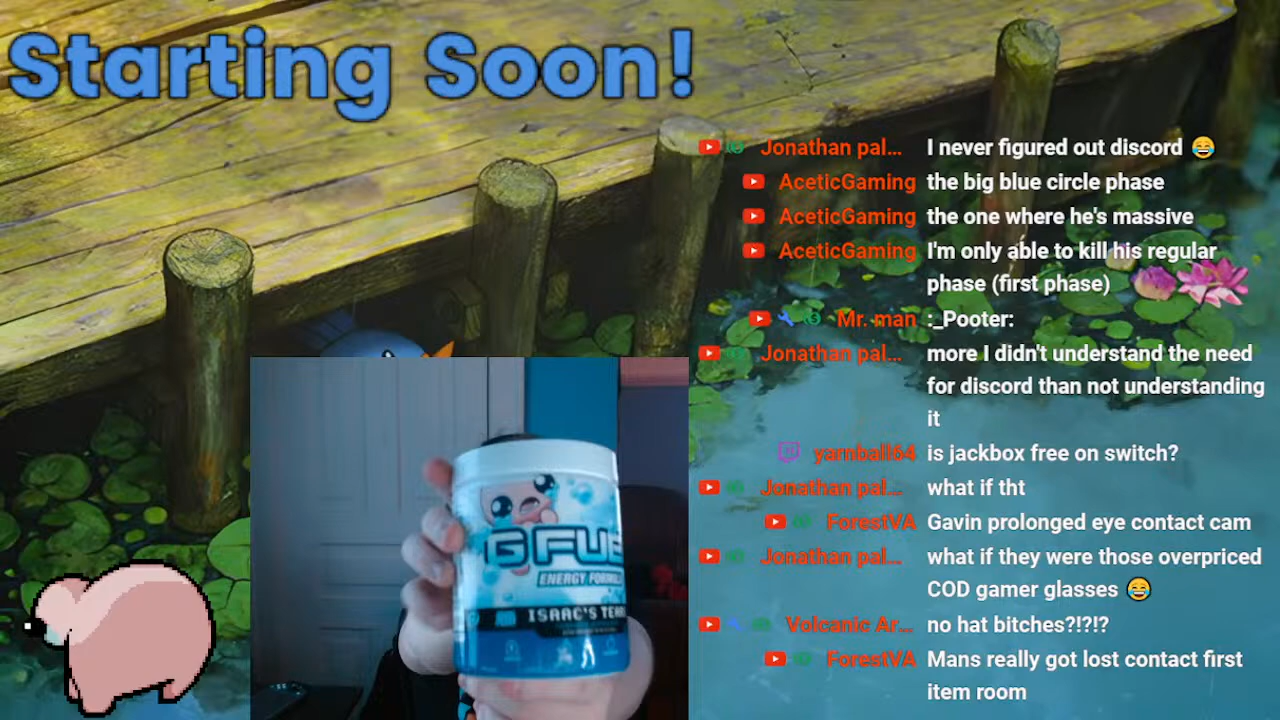 Starting Soon!
Jonathan pal... I never figured out discord 😂
AceticGaming the big blue circle phase
AceticGaming the one where he's massive
AceticGaming I'm only able to kill his regular
phase (first phase)
Mr. man :_Pooter:
Jonathan pal... more I didn't understand the need
for discord than not understanding
it
yarnball64 is jackbox free on switch?
Jonathan pal... what if tht
ForestVA Gavin prolonged eye contact cam
Jonathan pal... what if they were those overpriced
COD gamer glasses 😂
Volcanic Ar... no hat bitches?!?!?
ForestVA Mans really got lost contact first
item room
G FUE
ENERGY FORMULA
ISAAC'S TEAR